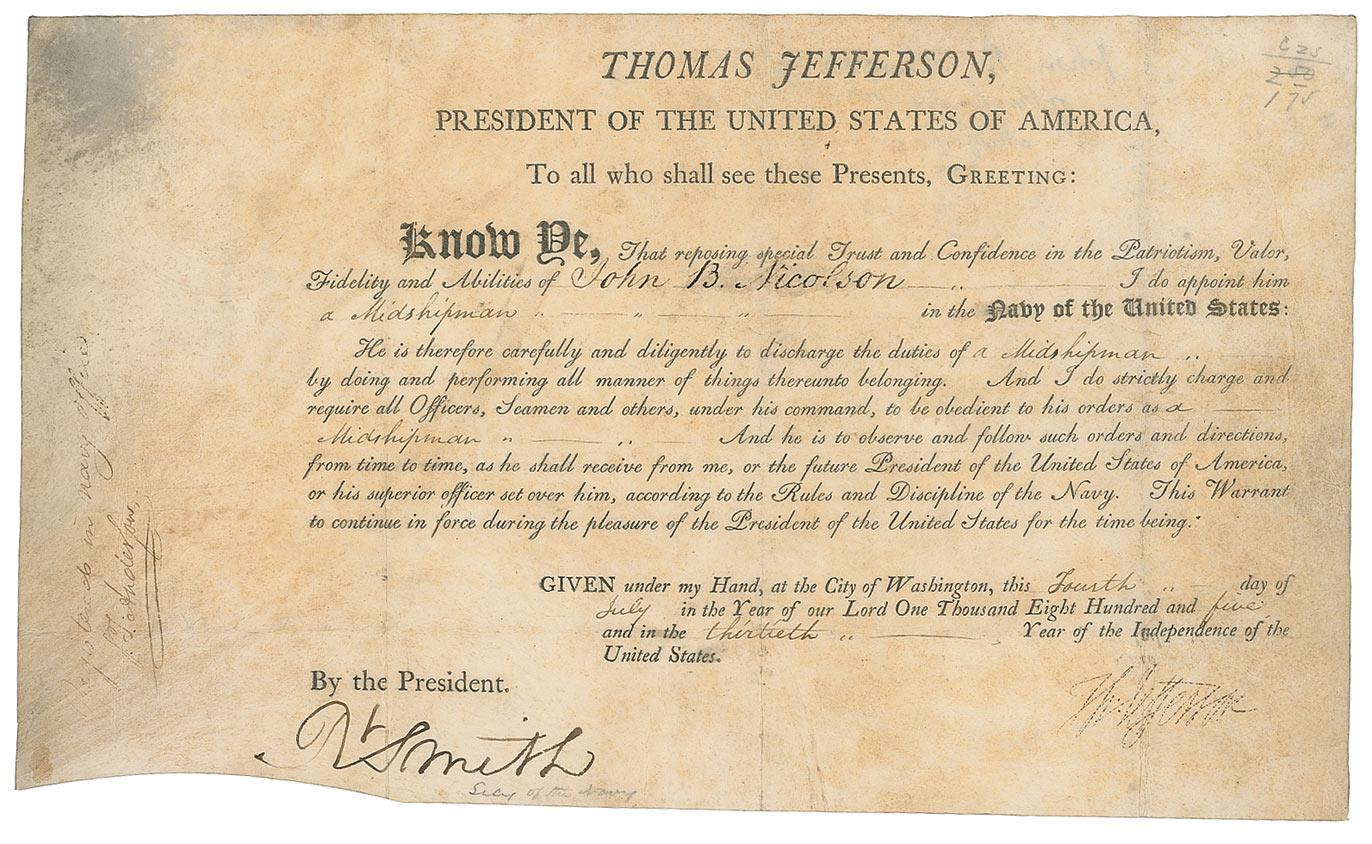 THOMAS JEFFERSON,
PRESIDENT OF THE UNITED STATES OF AMERICA,
To all who shall see these Presents, GREETING:
Know Ye, That reposing special Trust and Confidence in the Patriotism, Valor,
Fidelity and Abilities of John B. Nicolson „ I do appoint him
a Midshipman „ „ „ in the Navy of the United States:
He is therefore carefully and diligently to discharge the duties of a Midshipman „
by doing and performing all manner of things thereunto belonging. And I do strictly charge and
require all Officers, Seamen and others, under his command, to be obedient to his orders as a
Midshipman „ „ And he is to observe and follow such orders and directions,
from time to time, as he shall receive from me, or the future President of the United States of America,
or his superior officer set over him, according to the Rules and Discipline of the Navy. This Warrant
to continue in force during the pleasure of the President of the United States for the time being.
GIVEN under my Hand, at the City of Washington, this Fourth „ day of
July in the Year of our Lord One Thousand Eight Hundred and five
and in the thirtieth „ Year of the Independence of the
United States.
By the President.
Th: Jefferson
Rt Smith
Secy of the Navy
in navy office
175